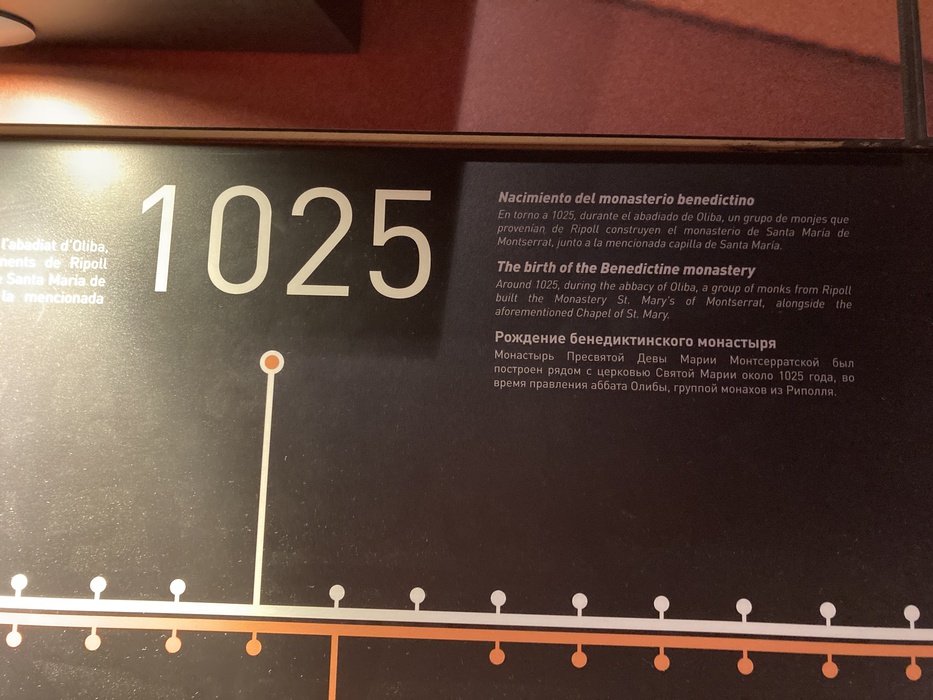 l'abadiat d'Oliba,
de Ripoll
Santa Maria de
la mencionada
1025
Nacimiento del monasterio benedictino
En torno a 1025, durante el abadiado de Oliba, un grupo de monjes que
provenían de Ripoll construyen el monasterio de Santa María de
Montserrat, junto a la mencionada capilla de Santa María.
The birth of the Benedictine monastery
Around 1025, during the abbacy of Oliba, a group of monks from Ripoll
built the Monastery St. Mary's of Montserrat, alongside the
aforementioned Chapel of St. Mary.
Рождение бенедиктинского монастыря
Монастырь Пресвятой Девы Марии Монтсерратской был
построен рядом с церковью Святой Марии около 1025 года, во
время правления аббата Олибы, группой монахов из Риполля.